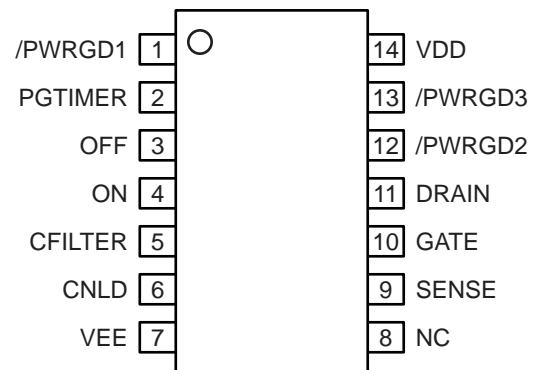 /PWRGD1 1 14 VDD
PGTIMER 2 13 /PWRGD3
OFF 3 12 /PWRGD2
ON 4 11 DRAIN
CFILTER 5 10 GATE
CNLD 6 9 SENSE
VEE 7 8 NC